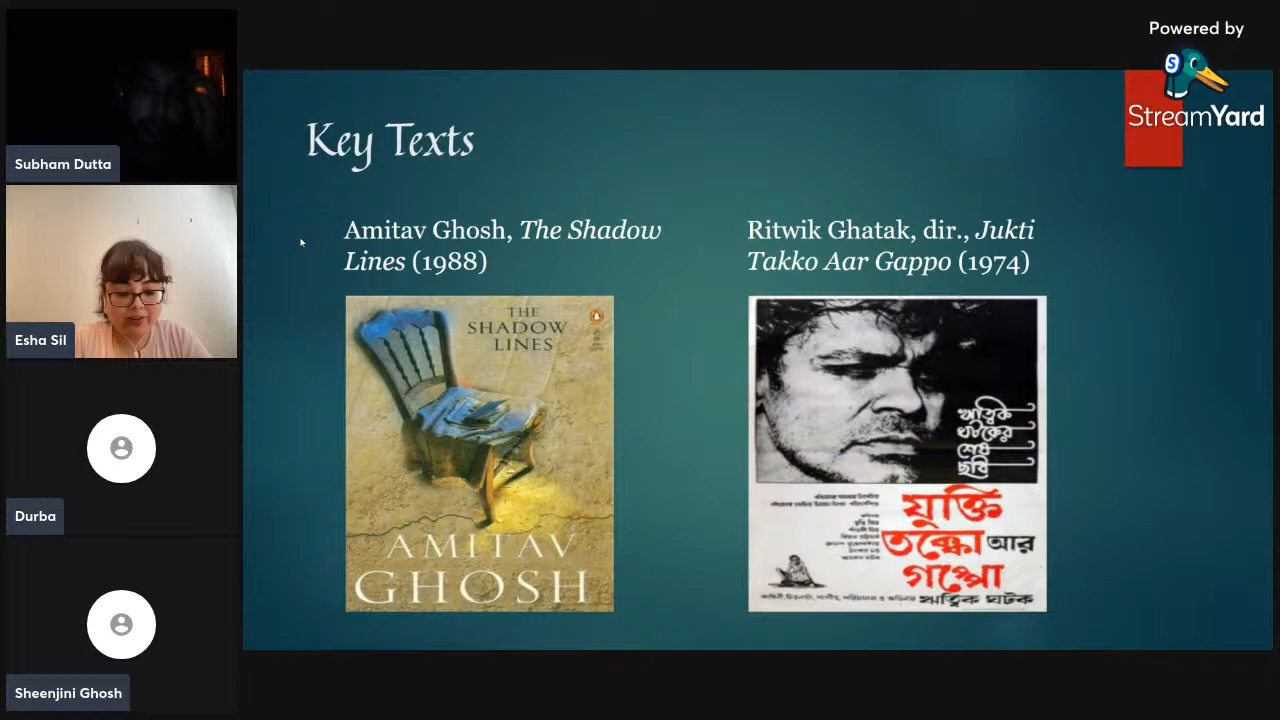 Powered by
StreamYard
Subham Dutta
Esha Sil
Durba
Sheenjini Ghosh
Key Texts
Amitav Ghosh, The Shadow
Lines (1988)
THE
SHADOW
LINES
AMITAV
GHOSH
Ritwik Ghatak, dir., Jukti
Takko Aar Gappo (1974)
ঋত্বিক
ঘটকের
শেষ
ছবি
যুক্তি
তক্কো আর
গপ্পো
ঋত্বিক ঘটক